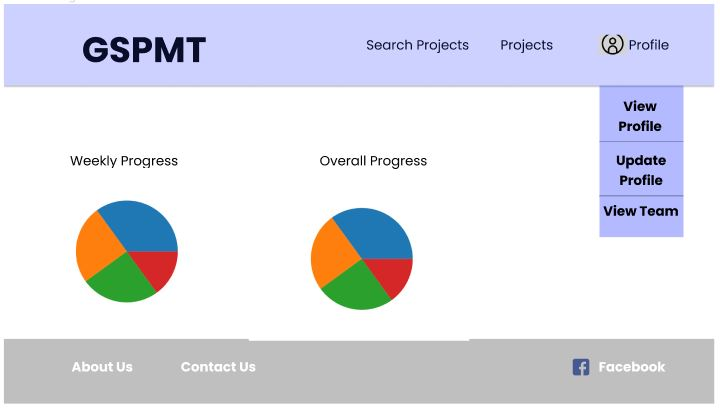 GSPMT
Search Projects
Projects
Profile
View
Profile
Update
Profile
View Team
Weekly Progress
Overall Progress
About Us
Contact Us
Facebook